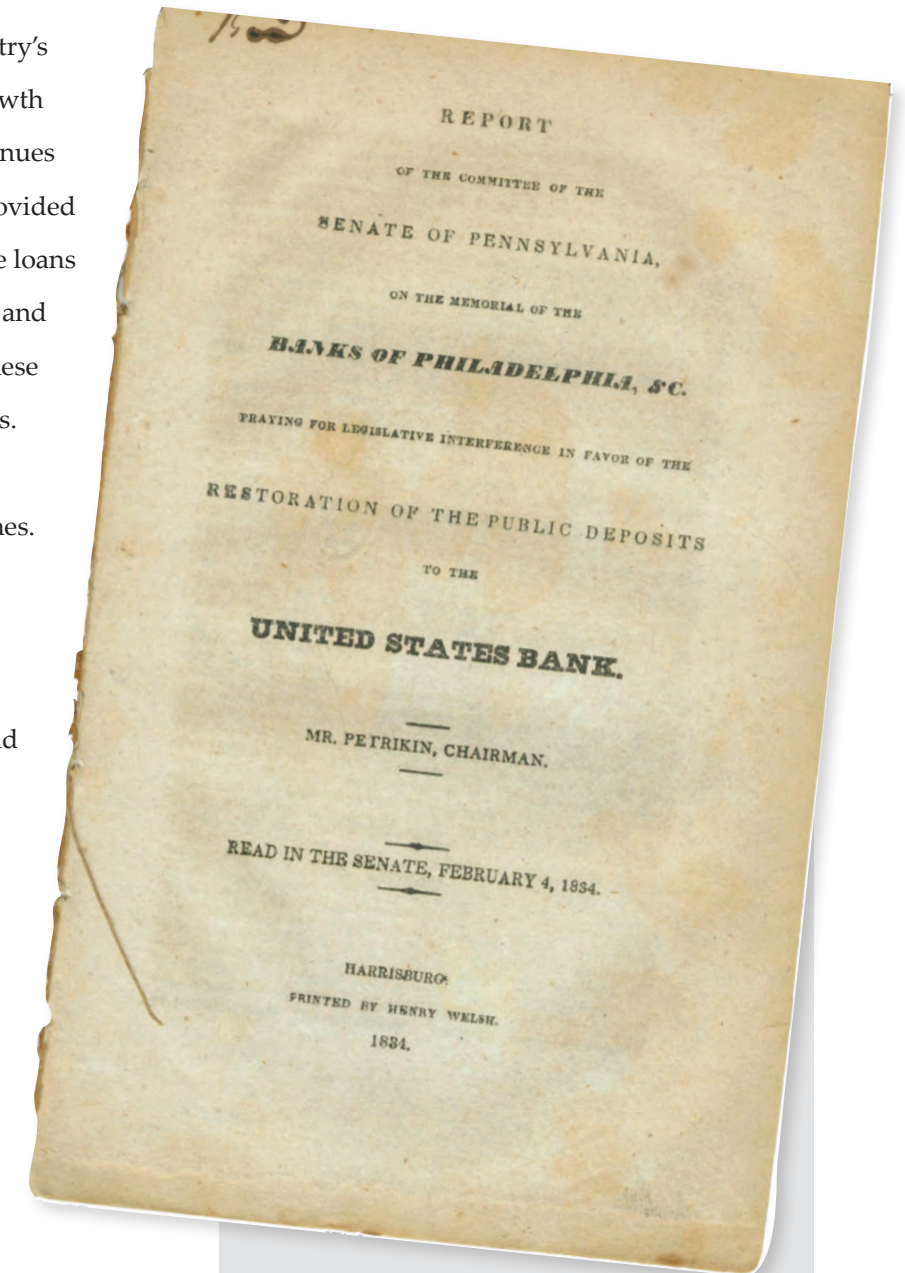 try's
wth
nues
ovided
e loans
and
ese
s.
nes.
d
REPORT
OF THE COMMITTEE OF THE
SENATE OF PENNSYLVANIA,
ON THE MEMORIAL OF THE
BANKS OF PHILADELPHIA, &C.
PRAYING FOR LEGISLATIVE INTERFERENCE IN FAVOR OF THE
RESTORATION OF THE PUBLIC DEPOSITS
TO THE
UNITED STATES BANK.
MR. PETRIKIN, CHAIRMAN.
READ IN THE SENATE, FEBRUARY 4, 1834.
HARRISBURG:
PRINTED BY HENRY WELSH.
1834.